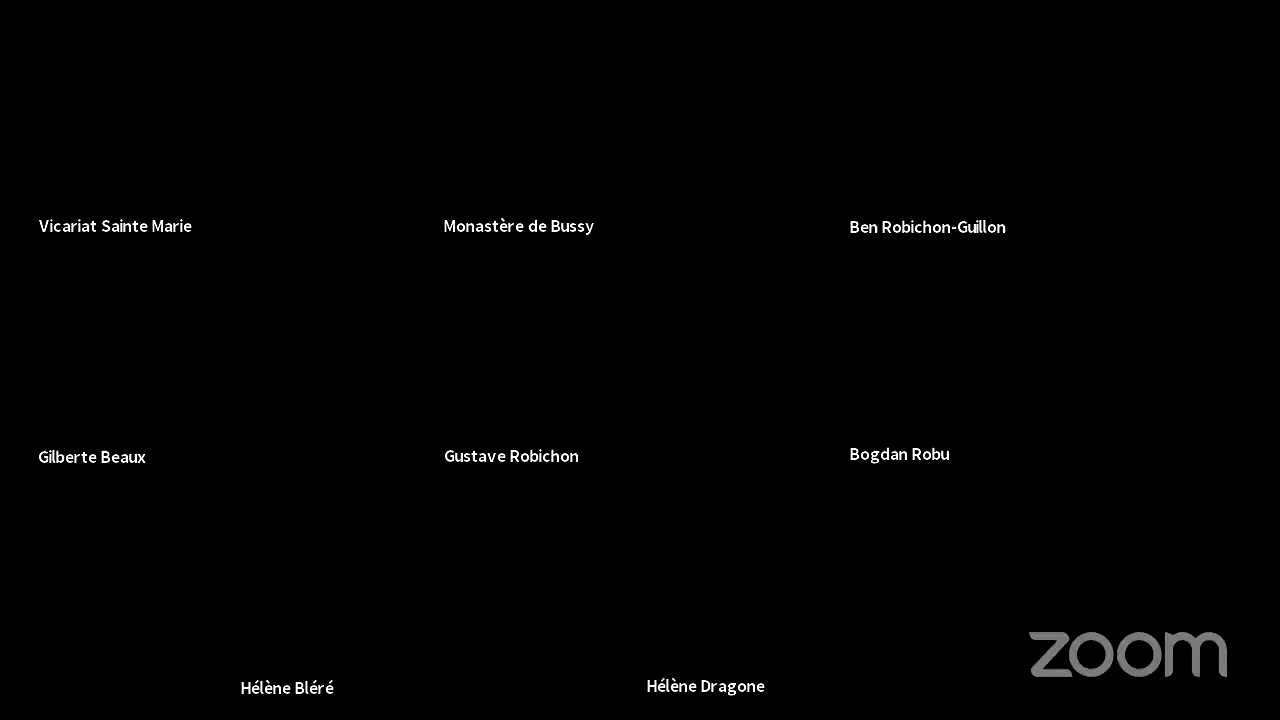 Vicariat Sainte Marie
Monastère de Bussy
Ben Robichon-Guillon
Gilberte Beaux
Gustave Robichon
Bogdan Robu
Hélène Bléré
Hélène Dragone
zoom